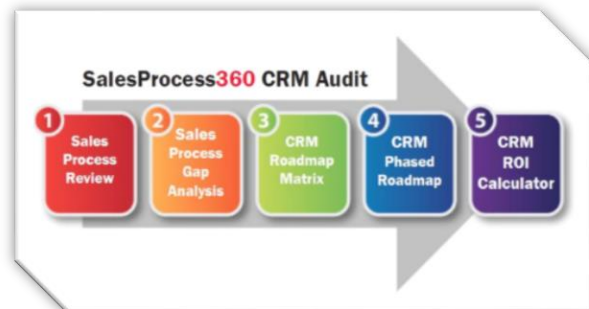 SalesProcess360 CRM Audit
1
Sales
Process
Review
2
Sales
Process
Gap
Analysis
3
CRM
Roadmap
Matrix
4
CRM
Phased
Roadmap
5
CRM
ROI
Calculator